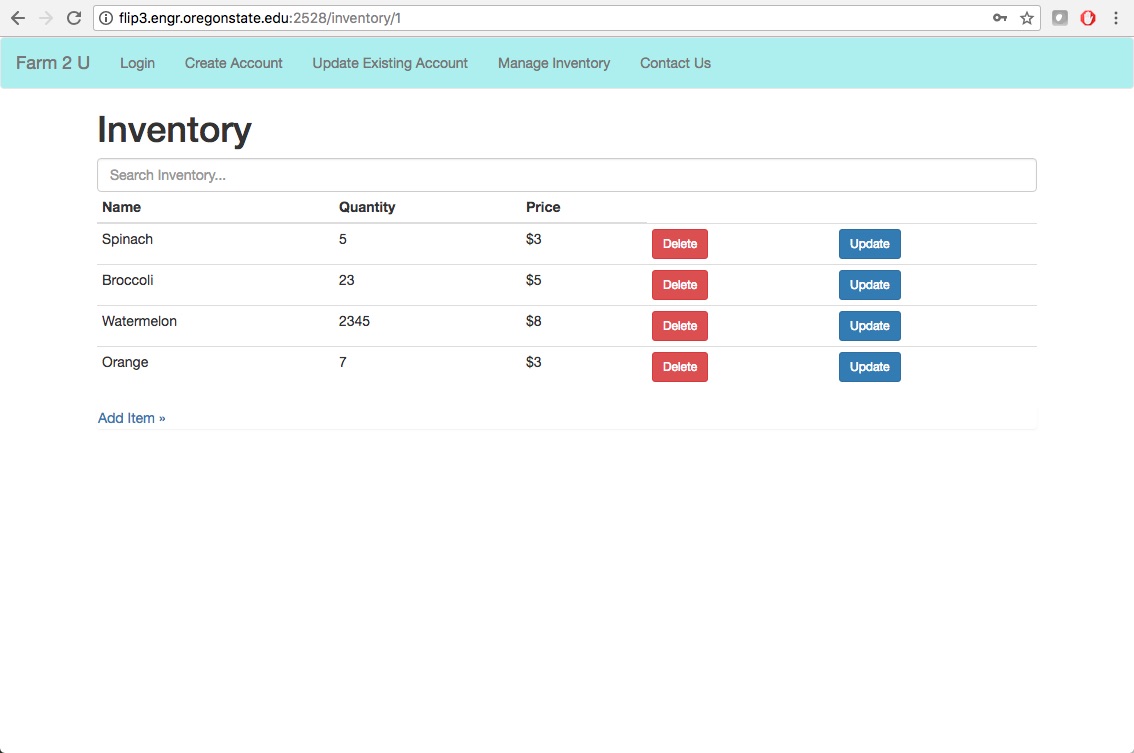 flip3.engr.oregonstate.edu:2528/inventory/1
Farm 2 U Login Create Account Update Existing Account Manage Inventory Contact Us
Inventory
Search Inventory...
Name Quantity Price
Spinach 5 $3 Delete Update
Broccoli 23 $5 Delete Update
Watermelon 2345 $8 Delete Update
Orange 7 $3 Delete Update
Add Item »